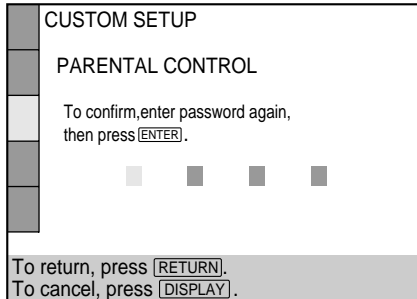 CUSTOM SETUP
PARENTAL CONTROL
To confirm,enter password again,
then press ENTER.
To return, press RETURN.
To cancel, press DISPLAY.